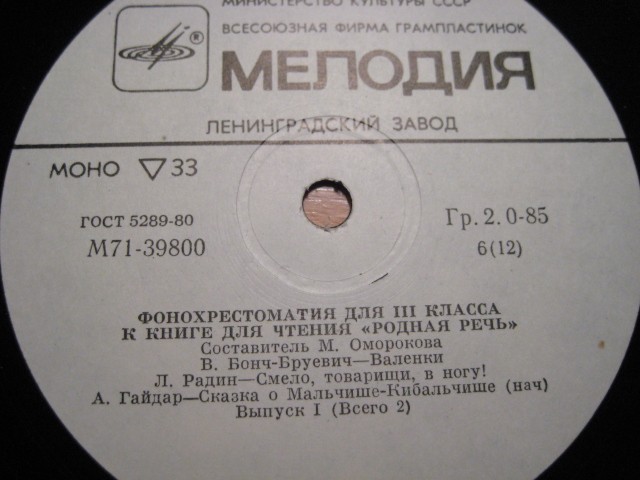 МИНИСТЕРСТВО КУЛЬТУРЫ СССР
ВСЕСОЮЗНАЯ ФИРМА ГРАМПЛАСТИНОК
®
МЕЛОДИЯ
ЛЕНИНГРАДСКИЙ ЗАВОД
МОНО ▽ 33
ГОСТ 5289-80
Гр. 2. 0-85
М71-39800
6(12)
ФОНОХРЕСТОМАТИЯ ДЛЯ III КЛАССА
К КНИГЕ ДЛЯ ЧТЕНИЯ «РОДНАЯ РЕЧЬ»
Составитель М. Оморокова
В. Бонч-Бруевич—Валенки
Л. Радин—Смело, товарищи, в ногу!
А. Гайдар—Сказка о Мальчише-Кибальчише (нач)
Выпуск I (Всего 2)